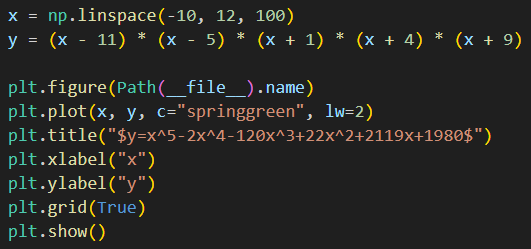 x = np.linspace(-10, 12, 100)
y = (x - 11) * (x - 5) * (x + 1) * (x + 4) * (x + 9)
plt.figure(Path(__file__).name)
plt.plot(x, y, c="springgreen", lw=2)
plt.title("$y=x^5-2x^4-120x^3+22x^2+2119x+1980$")
plt.xlabel("x")
plt.ylabel("y")
plt.grid(True)
plt.show()